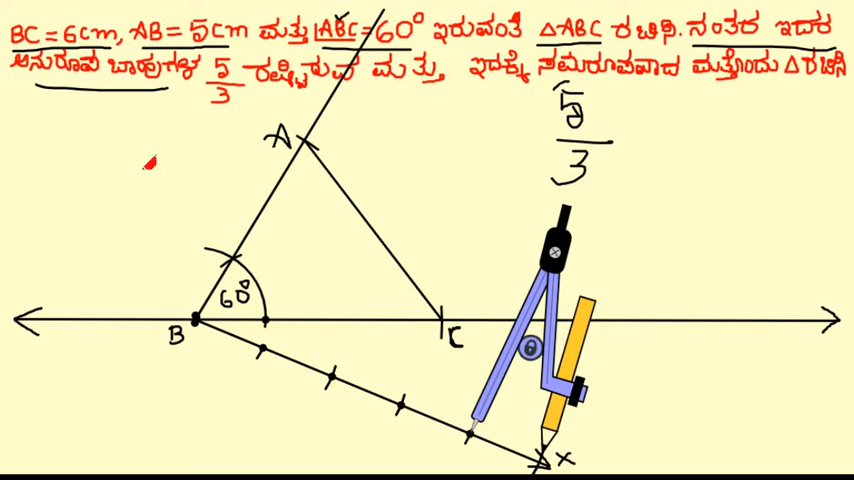 BC=6cm, AB=5cm ಮತ್ತು ∠ABC=60° ಇರುವಂತೆ △ABC ರಚಿಸಿ. ನಂತರ ಇದರ
ಅನುರೂಪ ಬಾಹುಗಳ 5/3 ರಷ್ಟಿರುವ ಮತ್ತು ಇದಕ್ಕೆ ಸಮರೂಪವಾದ ಮತ್ತೊಂದು △ರಚಿಸಿ
5/3
A
60°
B
C
X